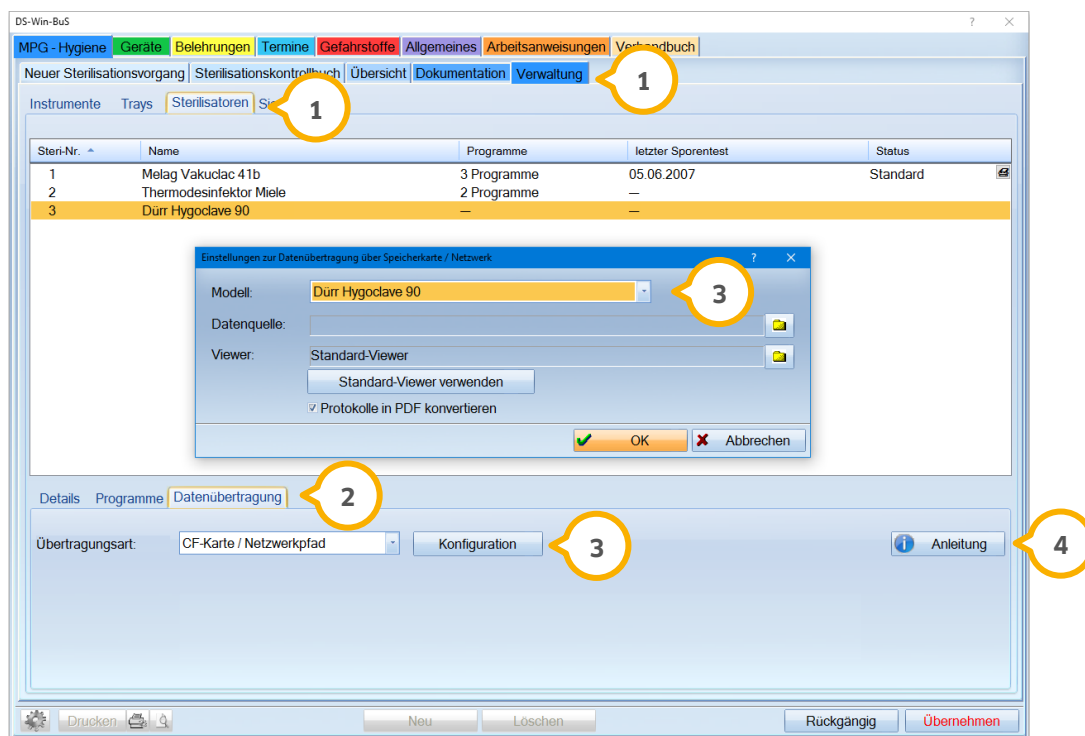 DS-Win-BuS ?
MPG - Hygiene Geräte Belehrungen Termine Gefahrstoffe Allgemeines Arbeitsanweisungen
Neuer Sterilisationsvorgang Sterilisationskontrollbuch Übersicht Dokumentation Verwaltung 1
Instrumente Trays Sterilisatoren 1
Steri-Nr. Name Programme letzter Sporentest Status
1 Melag Vakuclac 41b 3 Programme 05.06.2007 Standard
2 Thermodesinfektor Miele 2 Programme —
3 Dürr Hygoclave 90 — —
Einstellungen zur Datenübertragung über Speicherkarte / Netzwerk ?
Modell: Dürr Hygoclave 90 3
Datenquelle:
Viewer: Standard-Viewer
Standard-Viewer verwenden
Protokolle in PDF konvertieren
OK Abbrechen
Details Programme Datenübertragung 2
Übertragungsart: CF-Karte / Netzwerkpfad Konfiguration 3 Anleitung 4
Drucken Neu Löschen Rückgängig Übernehmen